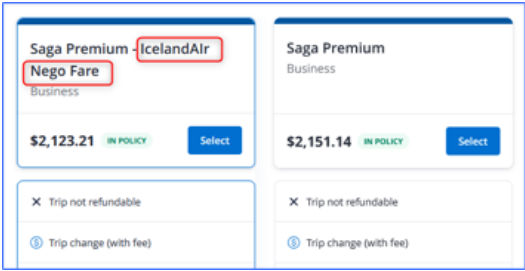 Saga Premium - IcelandAIr
Nego Fare
Business
$2,123.21 IN POLICY Select
Trip not refundable
Trip change (with fee)
Saga Premium
Business
$2,151.14 IN POLICY Select
Trip not refundable
Trip change (with fee)